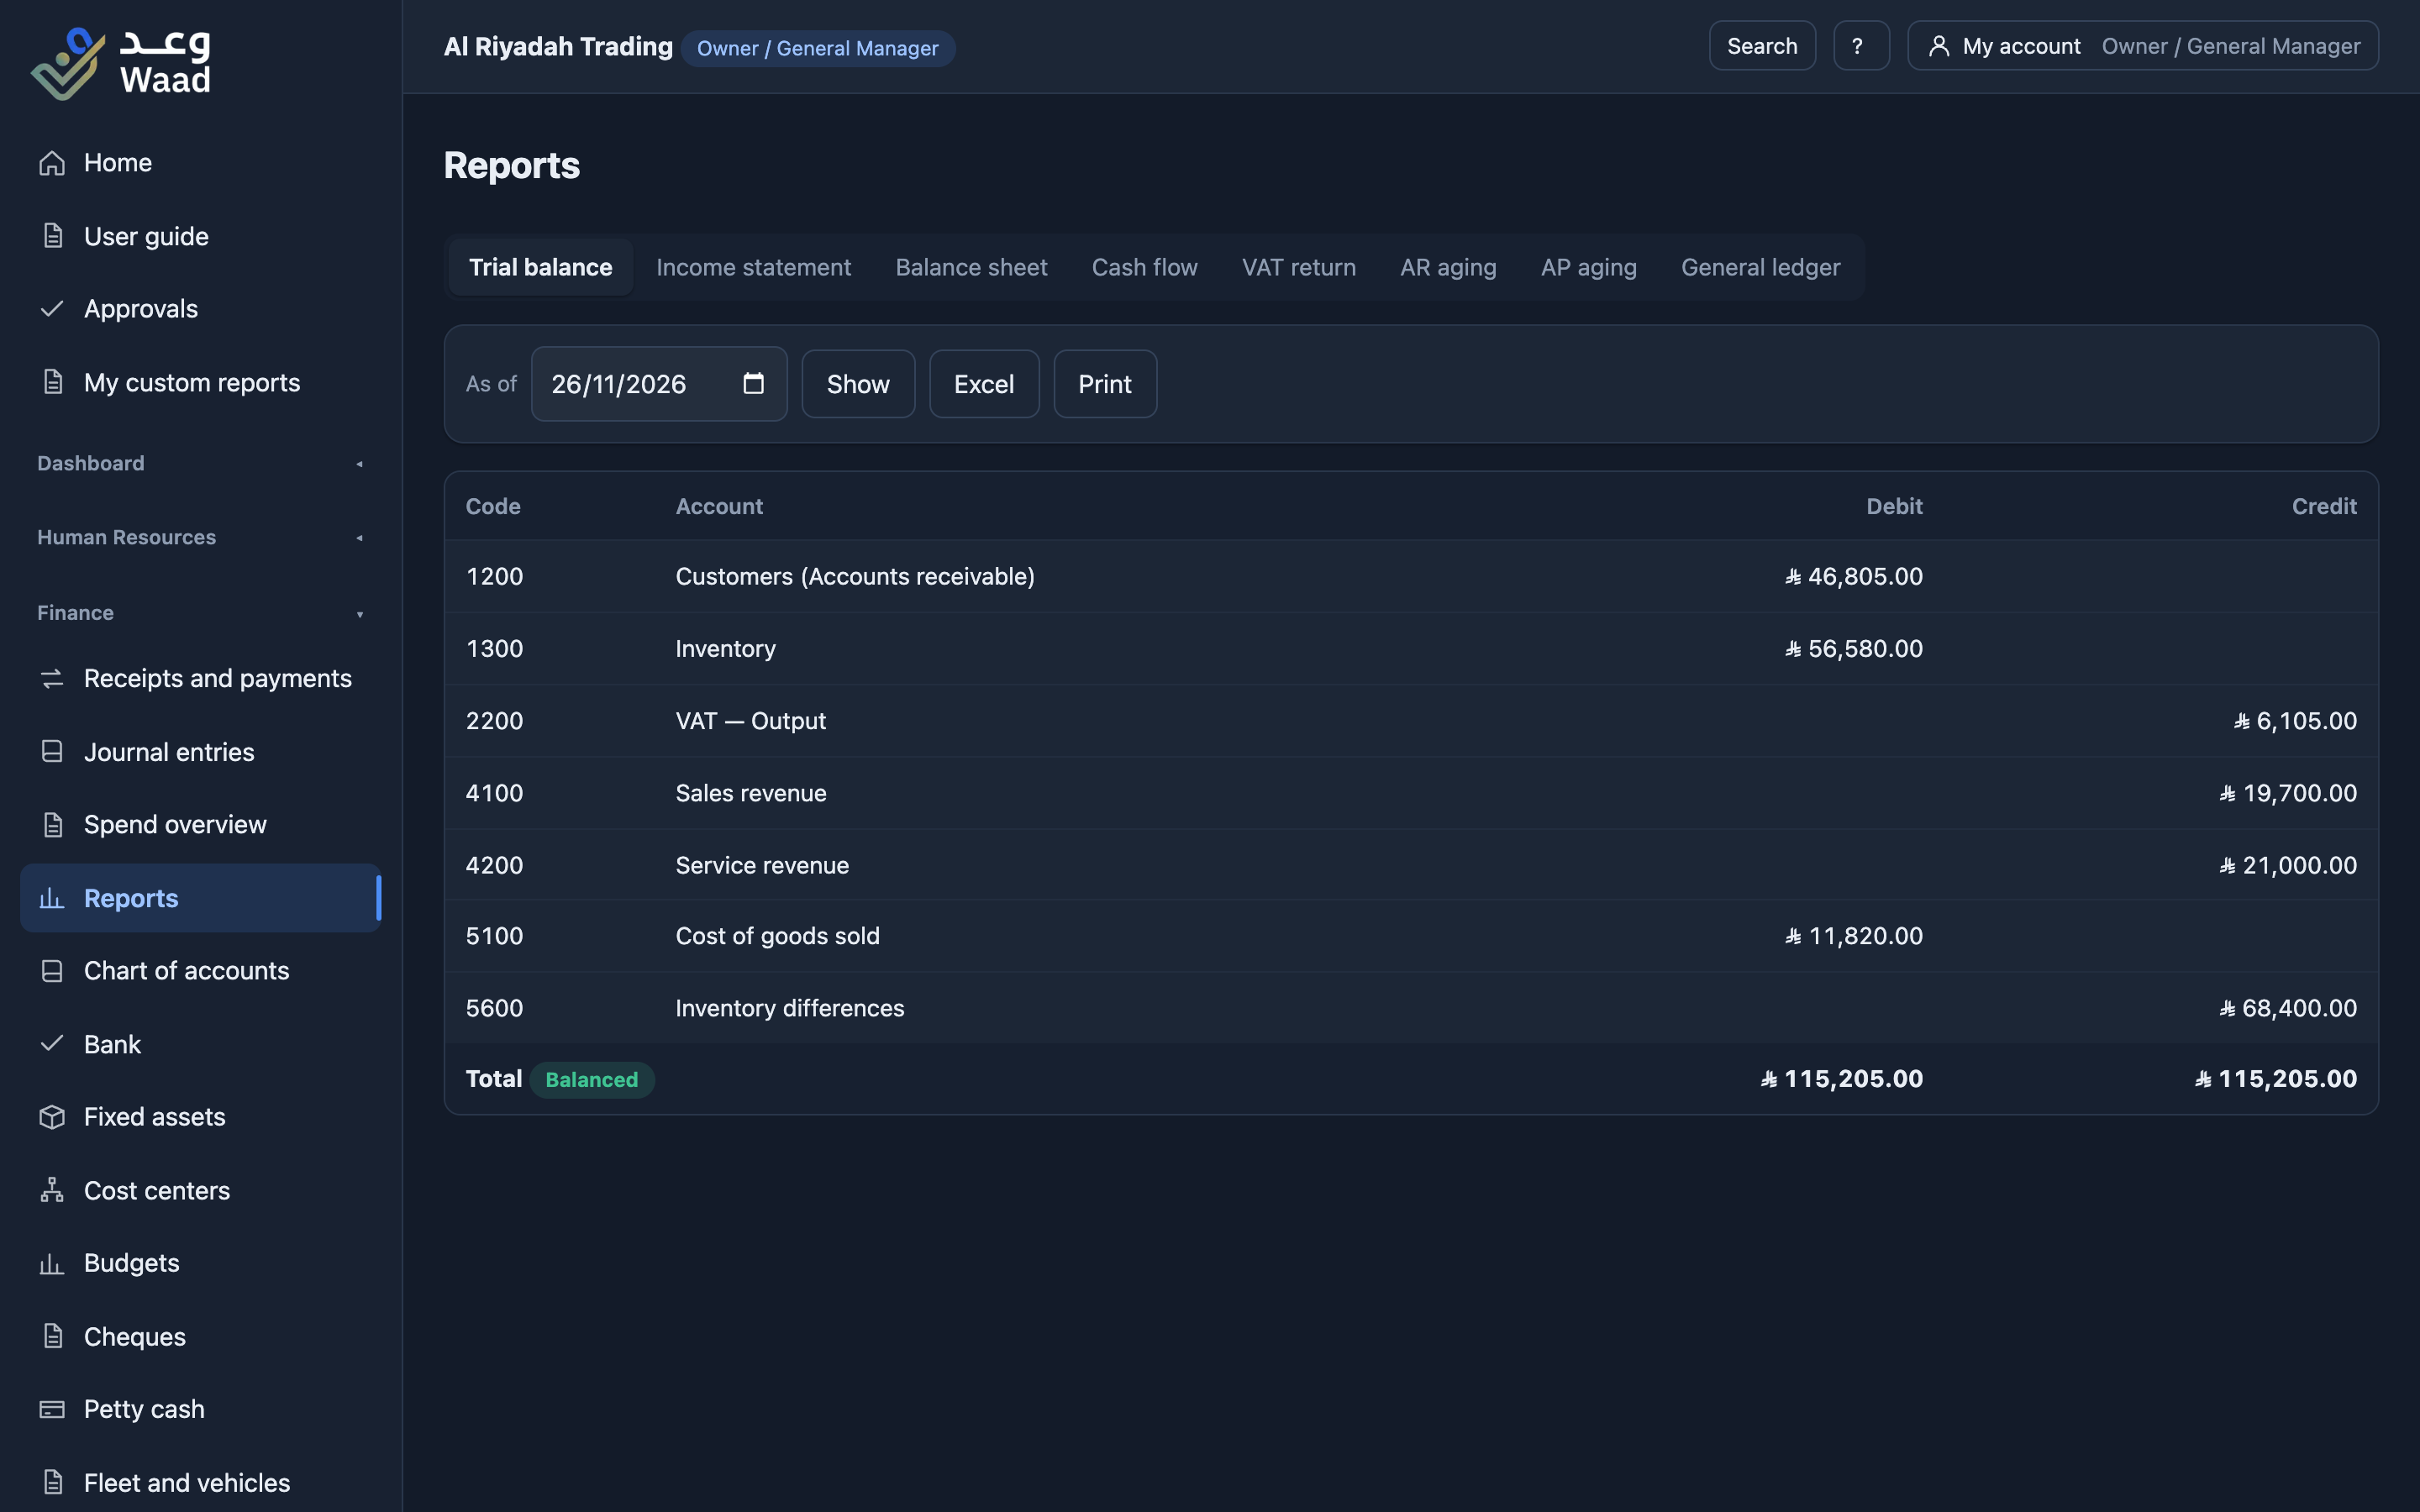 وعد
Waad
Home
User guide
Approvals
My custom reports
Dashboard
Human Resources
Finance
Receipts and payments
Journal entries
Spend overview
Reports
Chart of accounts
Bank
Fixed assets
Cost centers
Budgets
Cheques
Petty cash
Fleet and vehicles
Al Riyadah Trading Owner / General Manager
Search ? My account Owner / General Manager
Reports
Trial balance Income statement Balance sheet Cash flow VAT return AR aging AP aging General ledger
As of 26/11/2026 Show Excel Print
Code Account Debit Credit
1200 Customers (Accounts receivable) ⃁ 46,805.00
1300 Inventory ⃁ 56,580.00
2200 VAT — Output ⃁ 6,105.00
4100 Sales revenue ⃁ 19,700.00
4200 Service revenue ⃁ 21,000.00
5100 Cost of goods sold ⃁ 11,820.00
5600 Inventory differences ⃁ 68,400.00
Total Balanced ⃁ 115,205.00 ⃁ 115,205.00